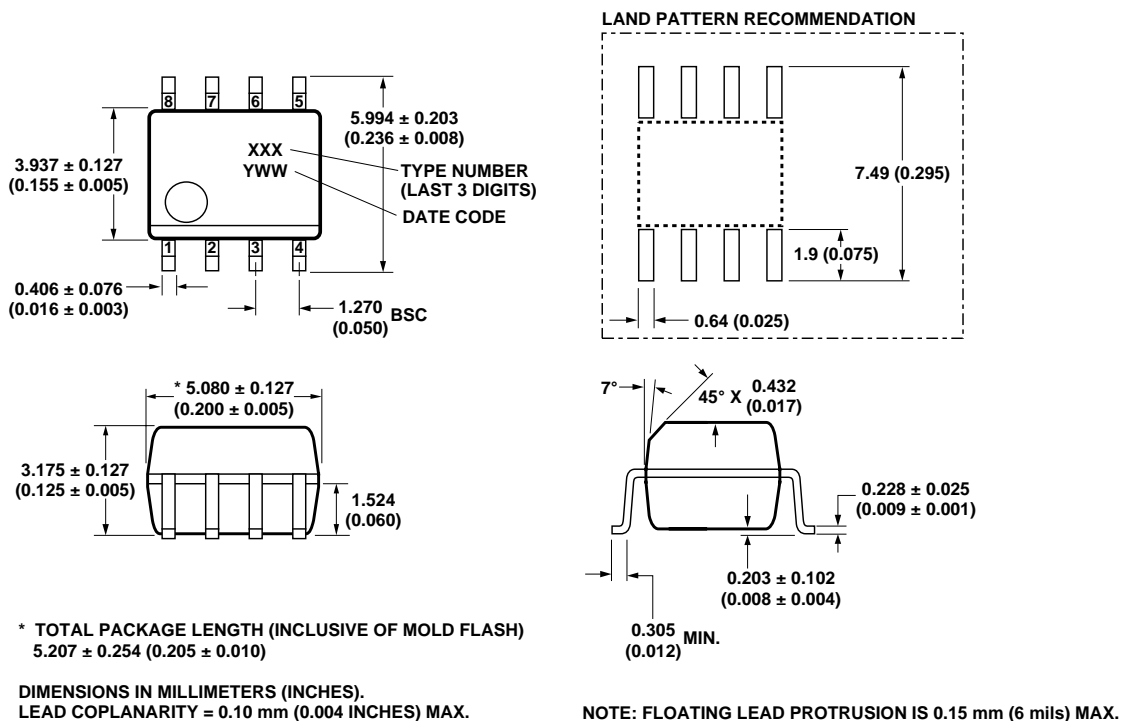 LAND PATTERN RECOMMENDATION
8 7 6 5
5.994 ± 0.203
(0.236 ± 0.008)
3.937 ± 0.127
(0.155 ± 0.005)
XXX
YWW
TYPE NUMBER
(LAST 3 DIGITS)
DATE CODE
1 2 3 4
0.406 ± 0.076
(0.016 ± 0.003)
1.270
(0.050)
BSC
7.49 (0.295)
1.9 (0.075)
0.64 (0.025)
* 5.080 ± 0.127
(0.200 ± 0.005)
3.175 ± 0.127
(0.125 ± 0.005)
1.524
(0.060)
7°
45° X
0.432
(0.017)
0.228 ± 0.025
(0.009 ± 0.001)
0.203 ± 0.102
(0.008 ± 0.004)
0.305
(0.012)
MIN.
* TOTAL PACKAGE LENGTH (INCLUSIVE OF MOLD FLASH)
5.207 ± 0.254 (0.205 ± 0.010)
DIMENSIONS IN MILLIMETERS (INCHES).
LEAD COPLANARITY = 0.10 mm (0.004 INCHES) MAX.
NOTE: FLOATING LEAD PROTRUSION IS 0.15 mm (6 mils) MAX.